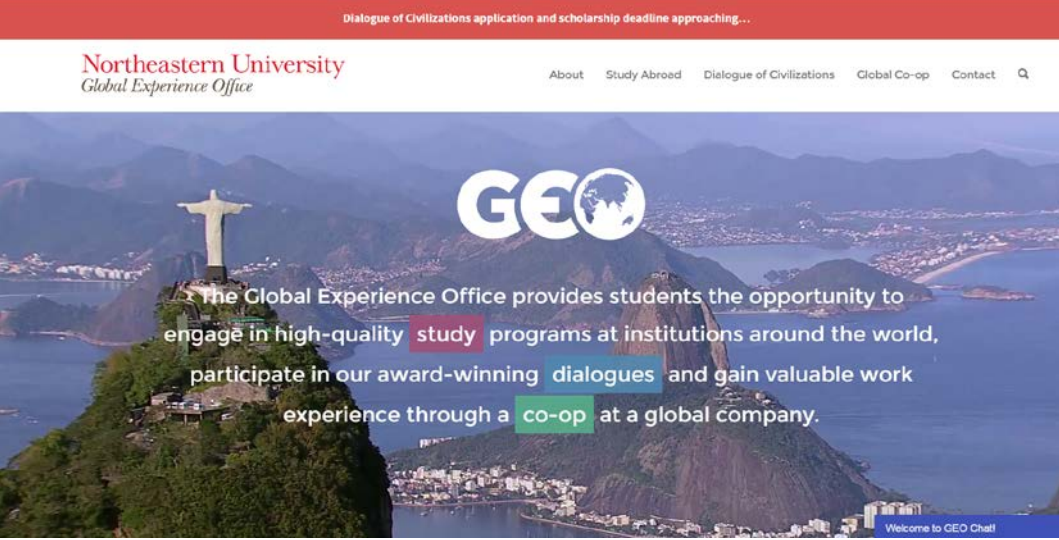 Dialogue of Civilizations application and scholarship deadline approaching...
Northeastern University
Global Experience Office
About Study Abroad Dialogue of Civilizations Global Co-op Contact
GEO
The Global Experience Office provides students the opportunity to
engage in high-quality study programs at institutions around the world,
participate in our award-winning dialogues and gain valuable work
experience through a co-op at a global company.
Welcome to GEO Chat!